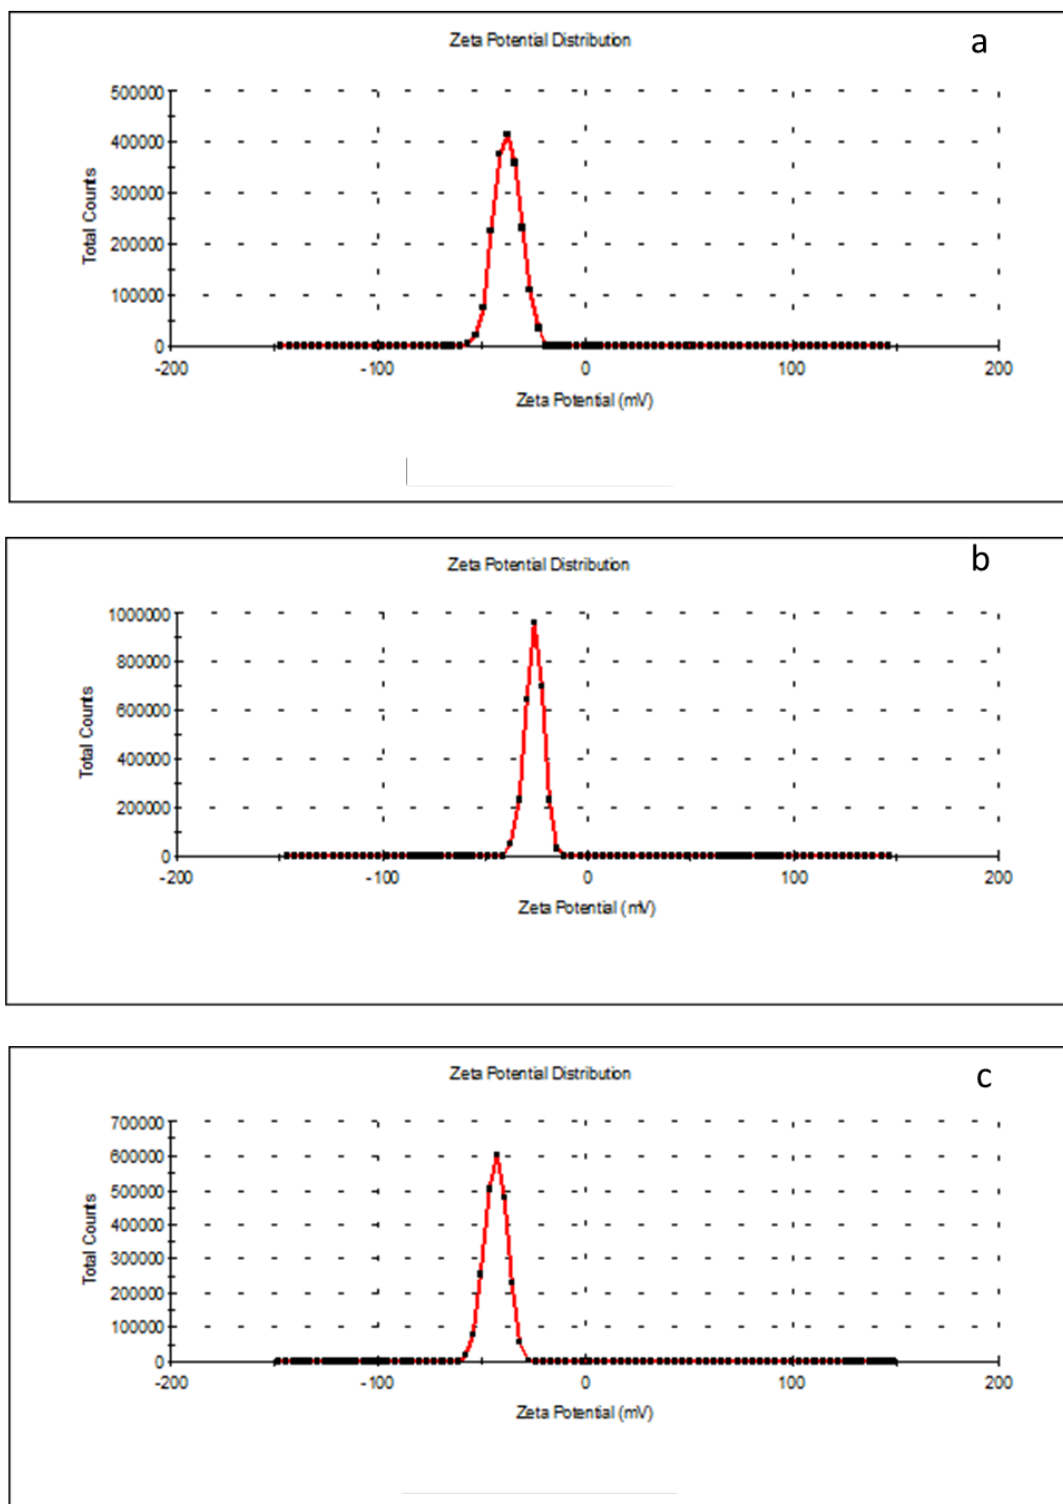 Zeta Potential Distribution
a
500000
400000
300000
200000
100000
0
Total Counts
-200 -100 0 100 200
Zeta Potential (mV)
Zeta Potential Distribution
b
1000000
800000
600000
400000
200000
0
Total Counts
-200 -100 0 100 200
Zeta Potential (mV)
Zeta Potential Distribution
c
700000
600000
500000
400000
300000
200000
100000
0
Total Counts
-200 -100 0 100 200
Zeta Potential (mV)